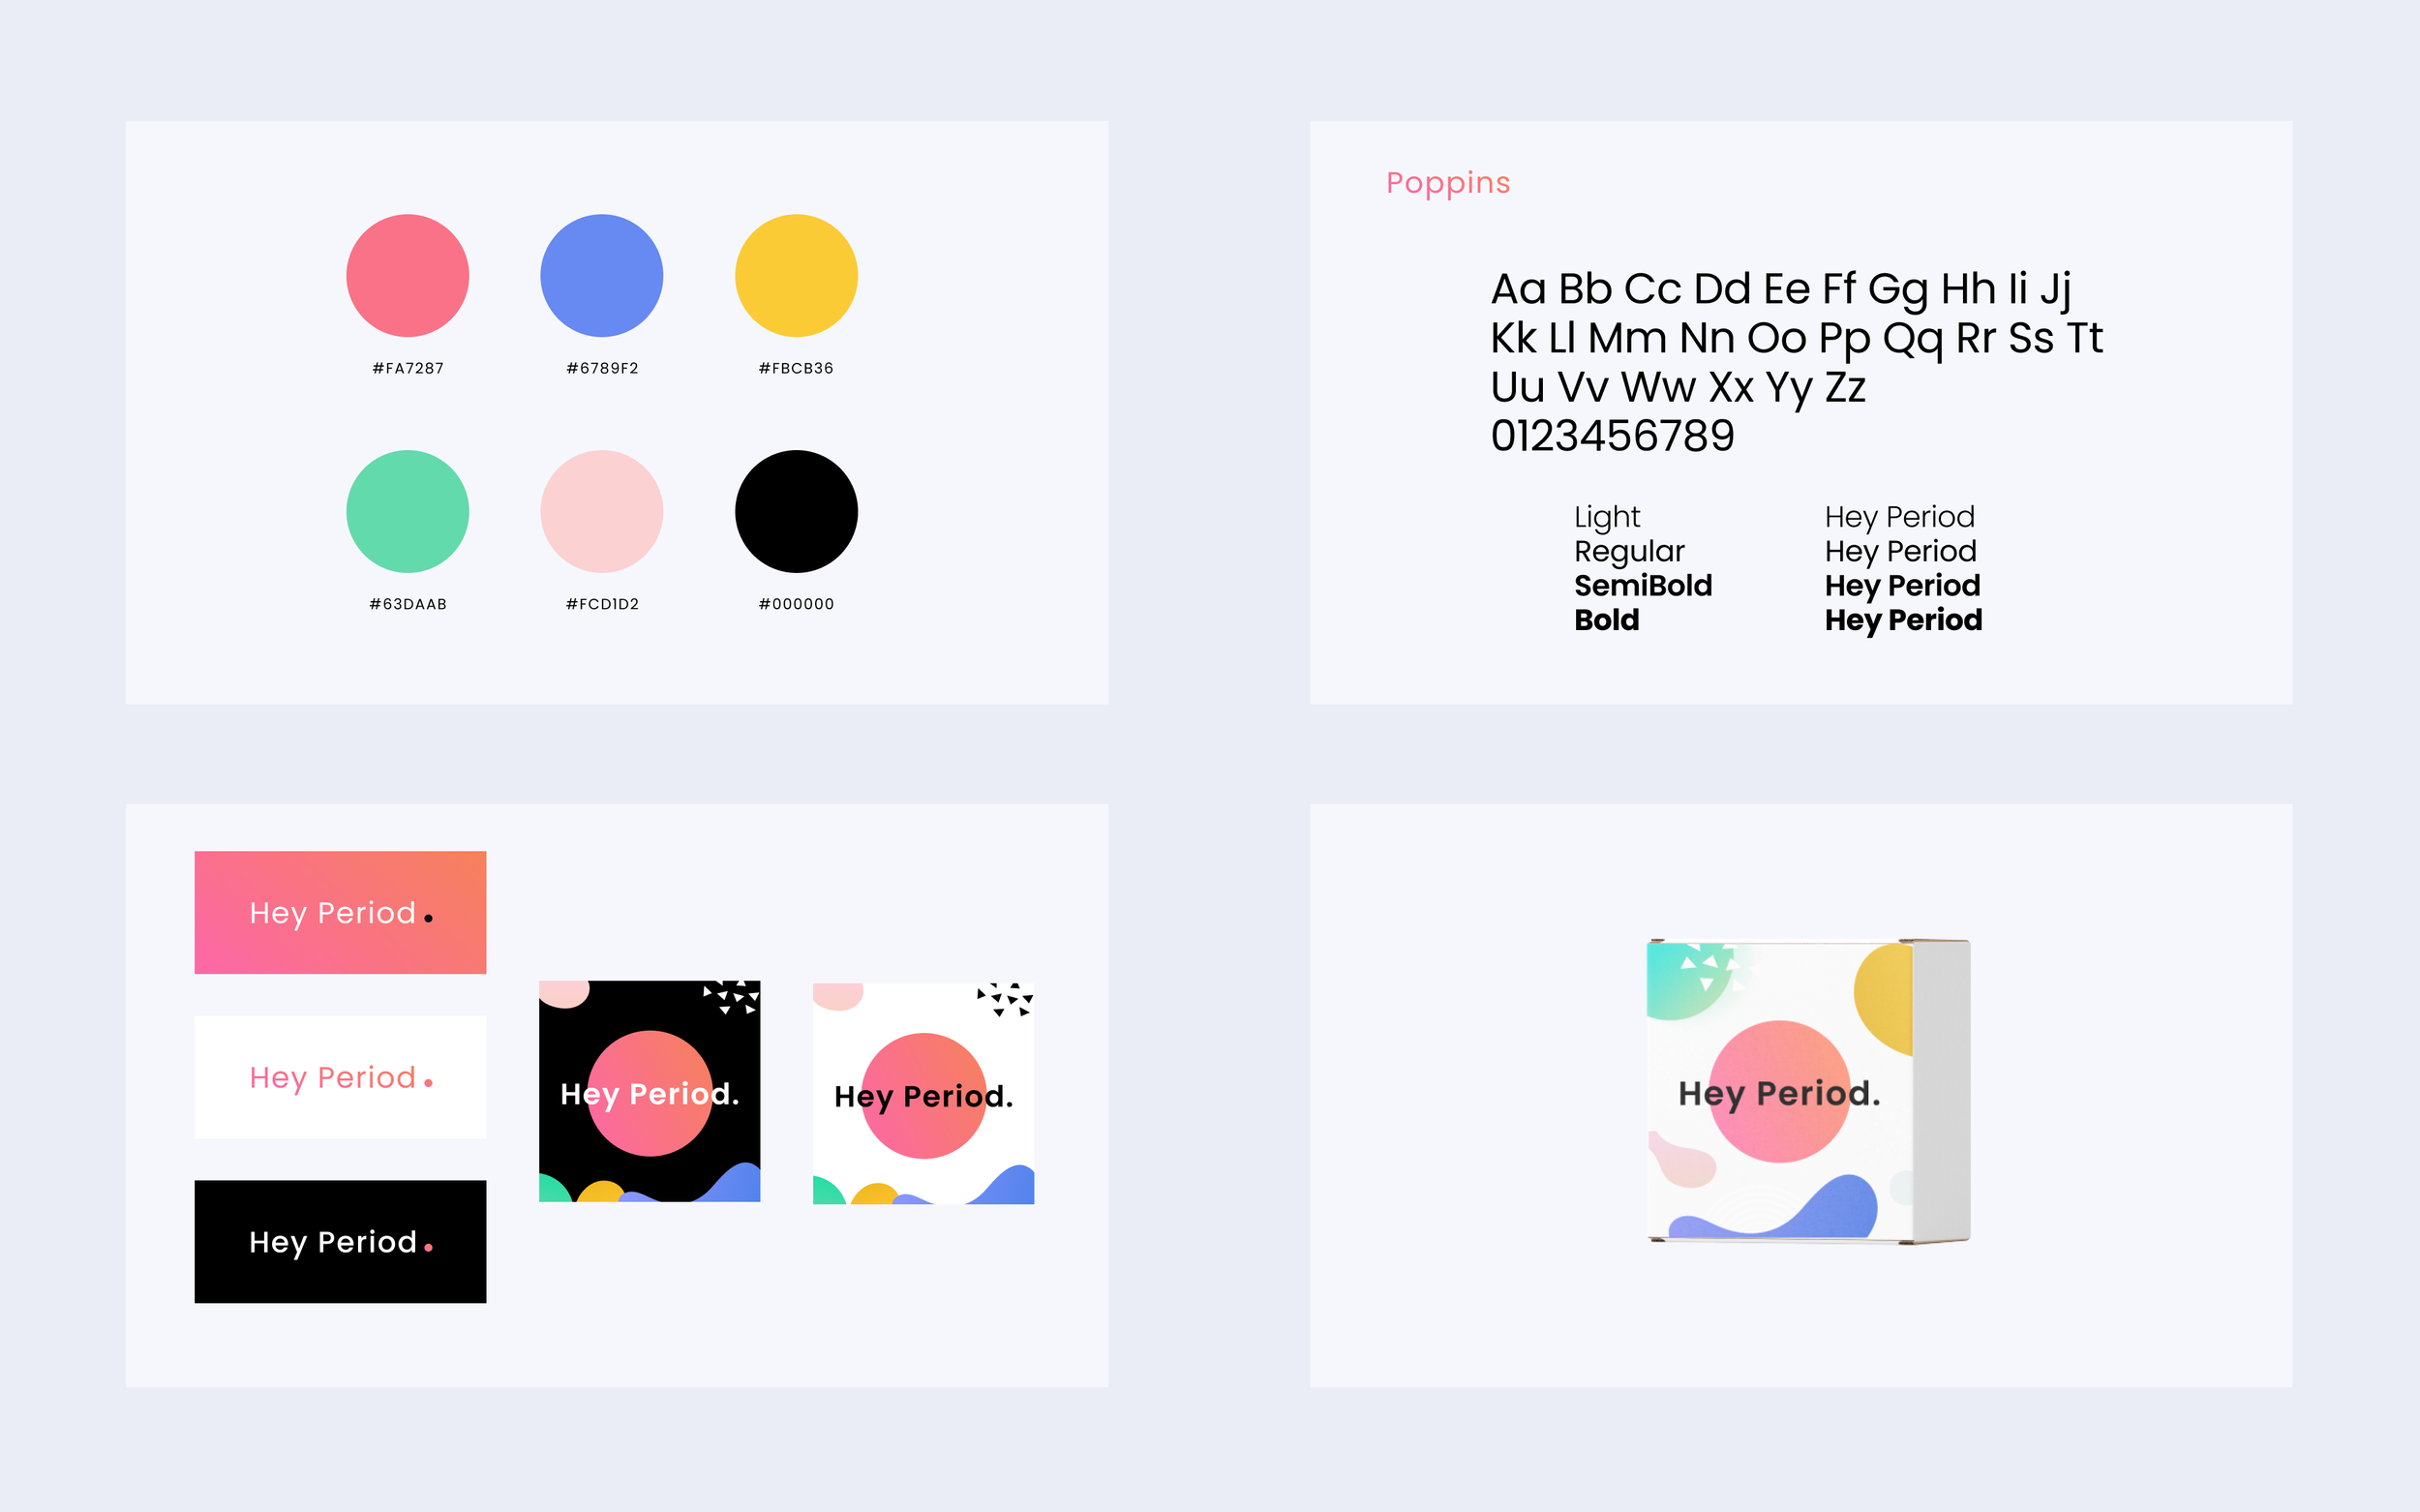 #FA7287 #6789F2 #FBCB36
#63DAAB #FCD1D2 #000000
Poppins
Aa Bb Cc Dd Ee Ff Gg Hh Ii Jj
Kk Ll Mm Nn Oo Pp Qq Rr Ss Tt
Uu Vv Ww Xx Yy Zz
0123456789
Light Hey Period
Regular Hey Period
SemiBold Hey Period
Bold Hey Period
Hey Period.
Hey Period.
Hey Period.
Hey Period.
Hey Period.
Hey Period.